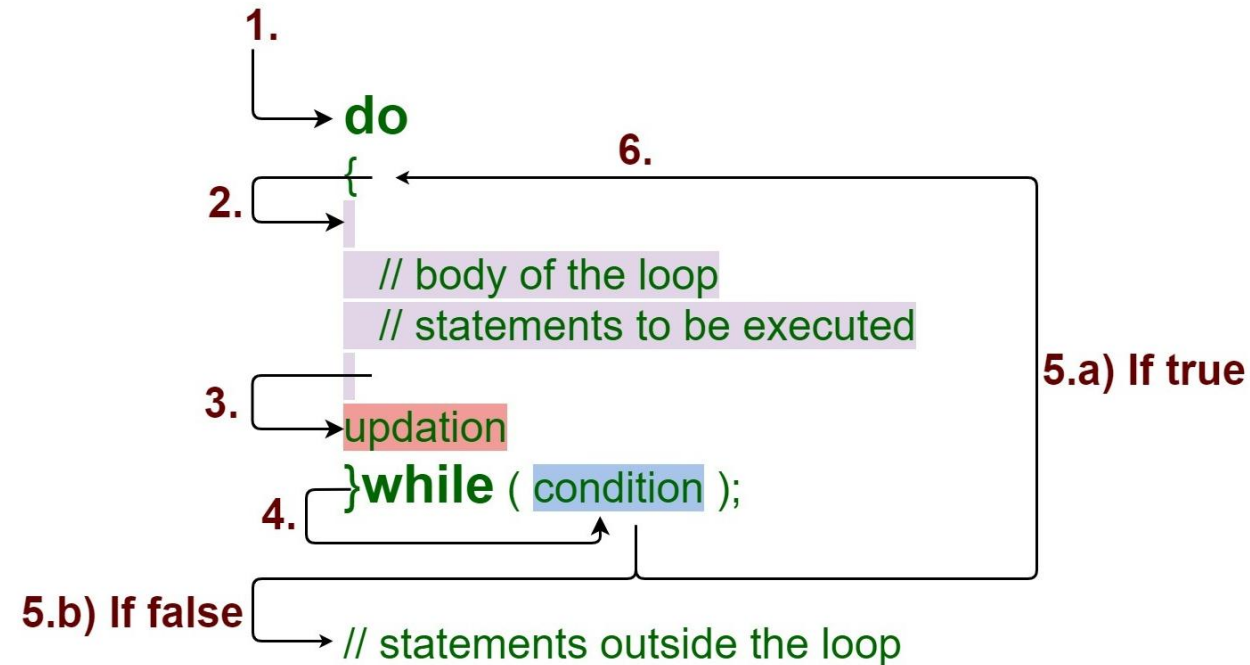 1.
do
6.
{
2.
// body of the loop
// statements to be executed
5.a) If true
3.
updation
}while ( condition );
4.
5.b) If false
// statements outside the loop